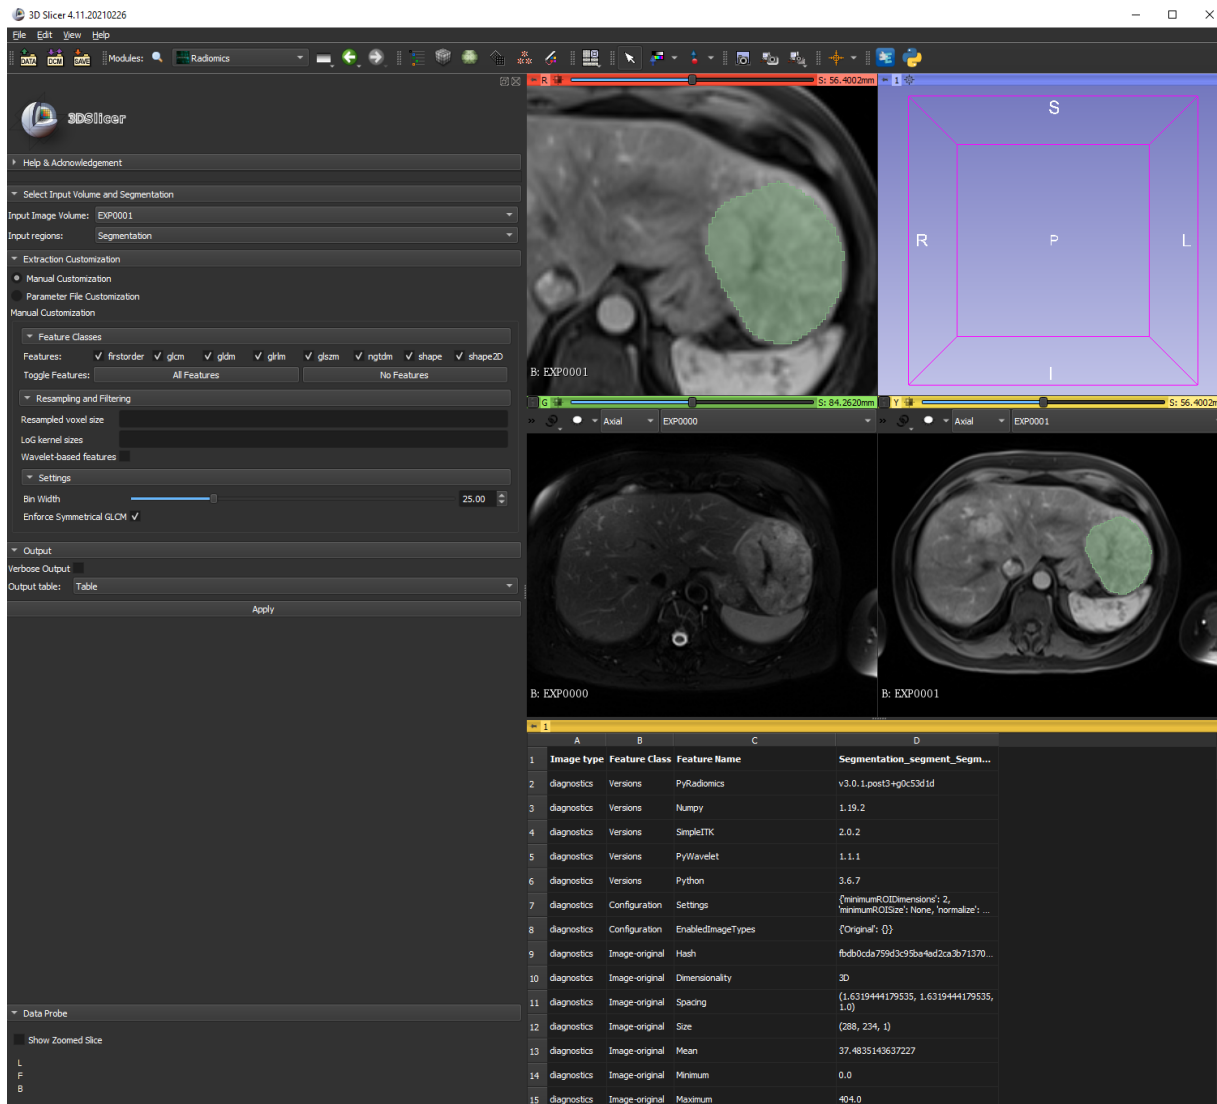 3D Slicer 4.11.20210226
File Edit View Help
DATA DCM SAVE Modules: Radiomics
3DSlicer
Help & Acknowledgement
Select Input Volume and Segmentation
Input Image Volume: EXP0001
Input regions: Segmentation
Extraction Customization
Manual Customization
Parameter File Customization
Manual Customization
Feature Classes
Features: firstorder glcm gldm glrlm glszm ngtdm shape shape2D
Toggle Features: All Features No Features
Resampling and Filtering
Resampled voxel size
LoG kernel sizes
Wavelet-based features
Settings
Bin Width 25.00
Enforce Symmetrical GLCM
Output
Verbose Output
Output table: Table
Apply
Data Probe
Show Zoomed Slice
L
F
B
R S: 56.4002mm
B: EXP0001
1
S
R P L
I
G S: 84.2620mm
Axial EXP0000
B: EXP0000
Y S: 56.4002m
Axial EXP0001
B: EXP0001
1
A B C D
1 Image type Feature Class Feature Name Segmentation_segment_Segm...
2 diagnostics Versions PyRadiomics v3.0.1.post3+g0c53d1d
3 diagnostics Versions Numpy 1.19.2
4 diagnostics Versions SimpleITK 2.0.2
5 diagnostics Versions PyWavelet 1.1.1
6 diagnostics Versions Python 3.6.7
7 diagnostics Configuration Settings {'minimumROIDimensions': 2,
'minimumROISize': None, 'normalize': ...
8 diagnostics Configuration EnabledImageTypes {'Original': {}}
9 diagnostics Image-original Hash fbdb0cda759d3c95ba4ad2ca3b71370...
10 diagnostics Image-original Dimensionality 3D
11 diagnostics Image-original Spacing (1.6319444179535, 1.6319444179535,
1.0)
12 diagnostics Image-original Size (288, 234, 1)
13 diagnostics Image-original Mean 37.4835143637227
14 diagnostics Image-original Minimum 0.0
15 diagnostics Image-original Maximum 404.0